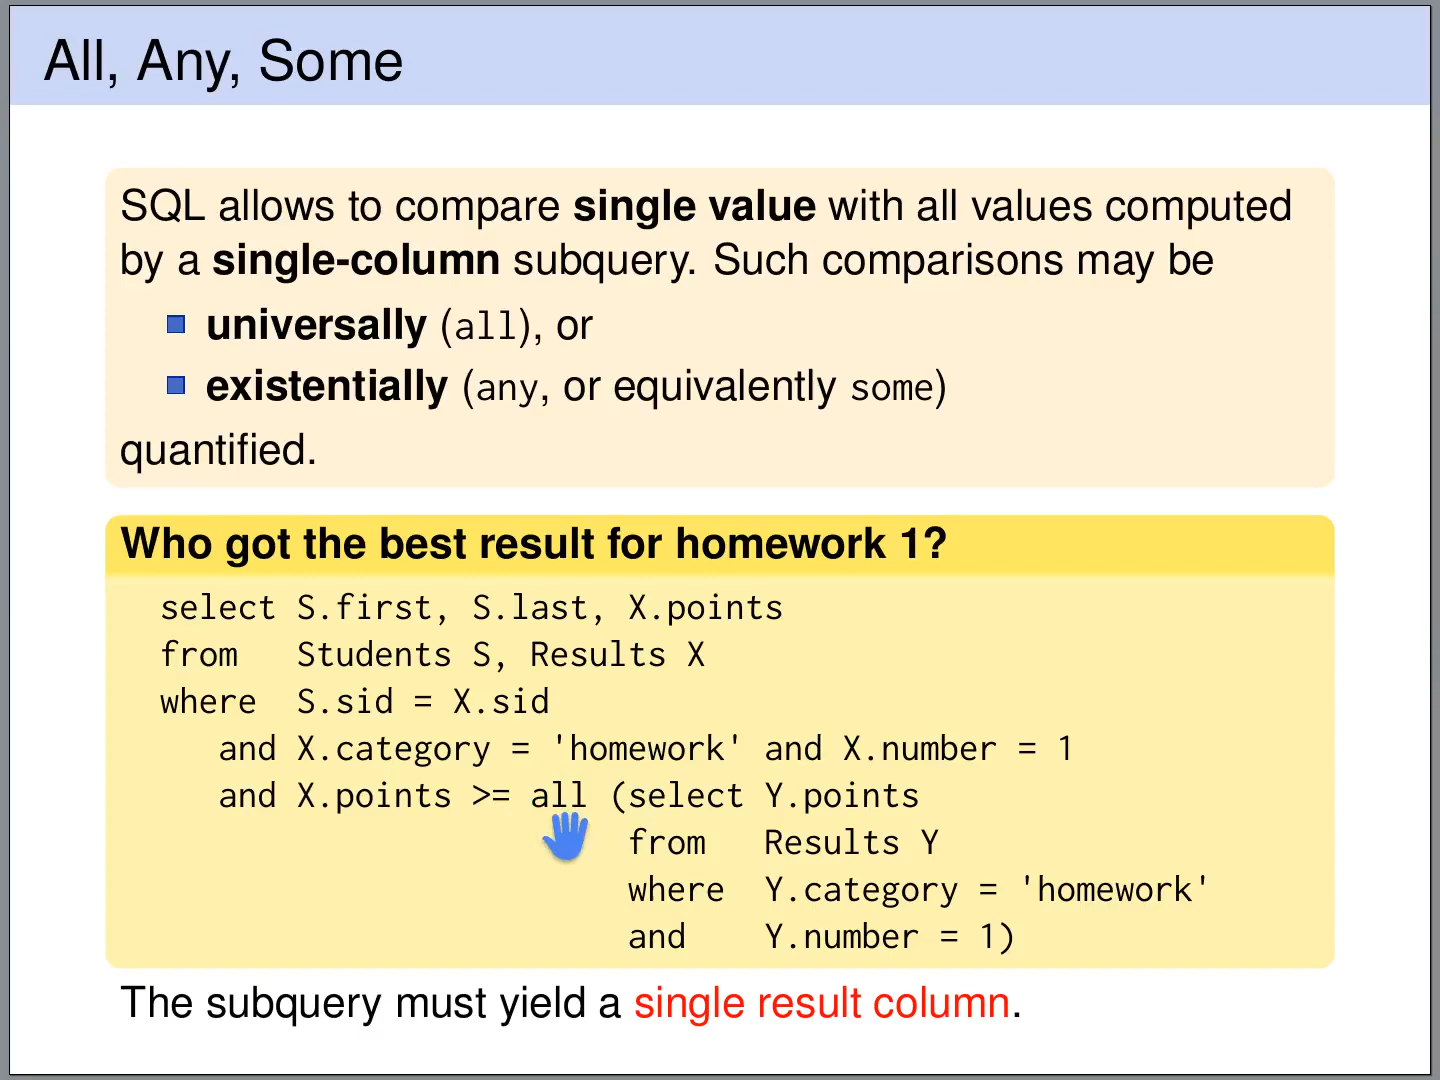 All, Any, Some
SQL allows to compare single value with all values computed
by a single-column subquery. Such comparisons may be
universally (all), or
existentially (any, or equivalently some)
quantified.
Who got the best result for homework 1?
select S.first, S.last, X.points
from   Students S, Results X
where  S.sid = X.sid
and X.category = 'homework' and X.number = 1
and X.points >= all (select Y.points
from   Results Y
where  Y.category = 'homework'
and    Y.number = 1)
The subquery must yield a single result column.